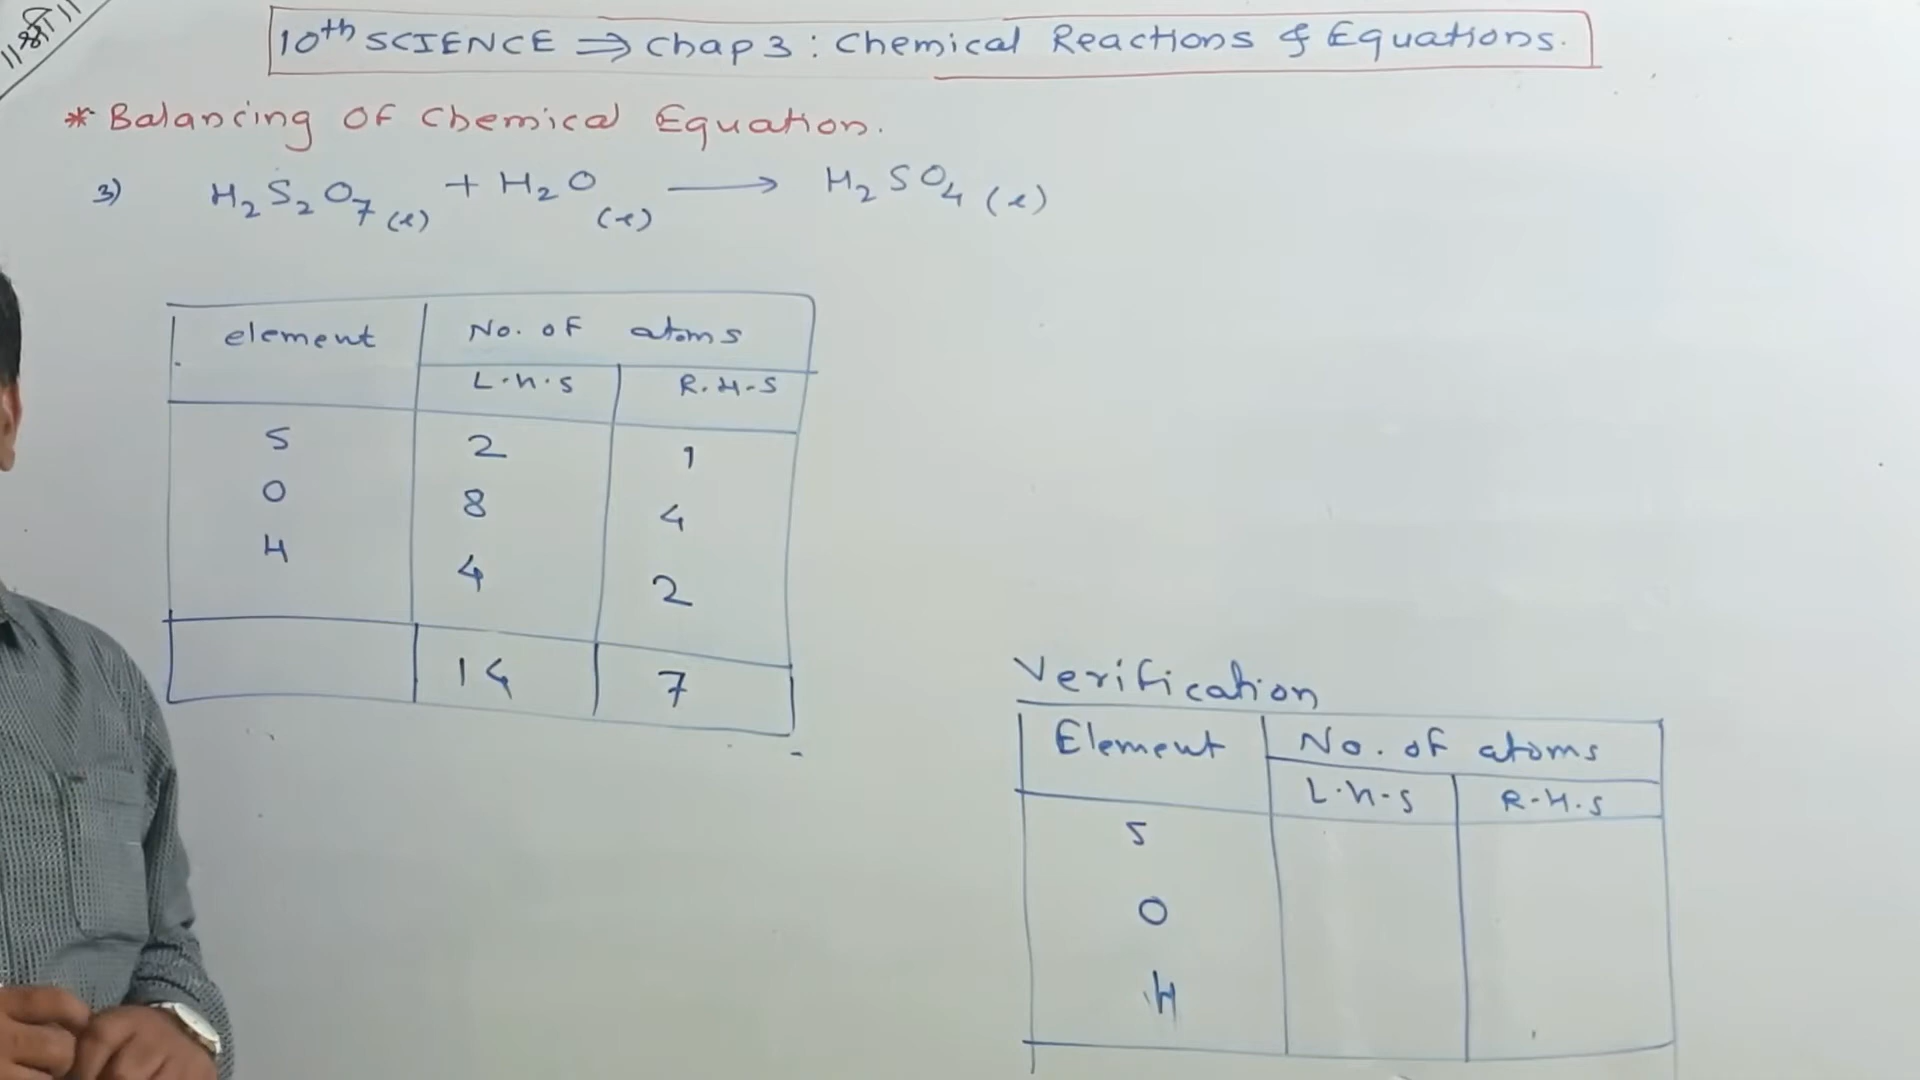 ॥श्री॥
10th SCIENCE ⇒ Chap 3 : Chemical Reactions & Equations.
* Balancing OF Chemical Equation.
3) H2S2O7(l) + H2O(l) ⟶ H2SO4(l)
element No. of atoms
L.H.S R.H.S
S 2 1
O 8 4
H 4 2
14 7
Verification
Element No. of atoms
L.H.S R.H.S
S
O
H